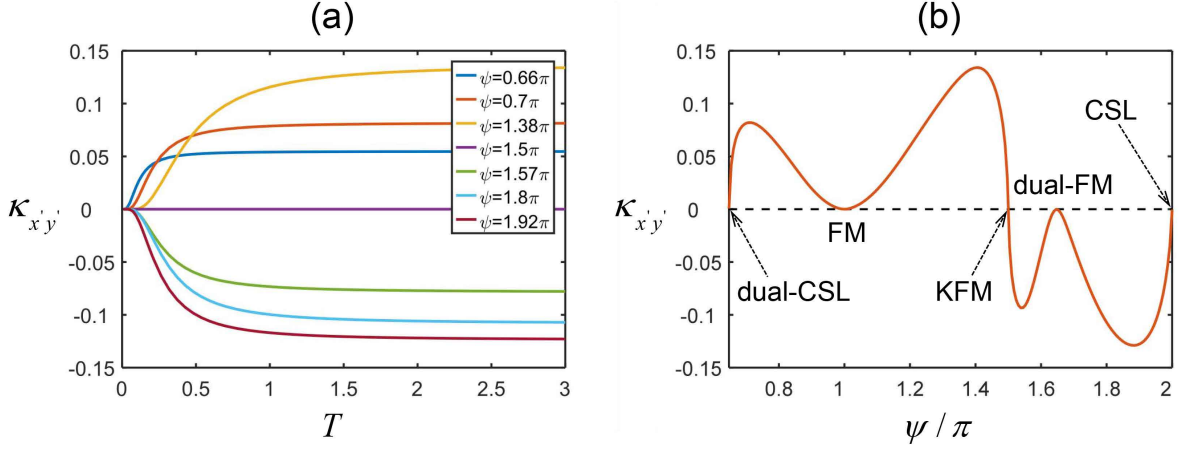 (a)
0.15
0.1
0.05
0
-0.05
-0.1
-0.15
κx'y'
0 0.5 1 1.5 2 2.5 3
T
ψ=0.66π
ψ=0.7π
ψ=1.38π
ψ=1.5π
ψ=1.57π
ψ=1.8π
ψ=1.92π
(b)
0.15
0.1
0.05
0
-0.05
-0.1
-0.15
κx'y'
CSL
dual-FM
FM
dual-CSL
KFM
0.8 1 1.2 1.4 1.6 1.8 2
ψ / π